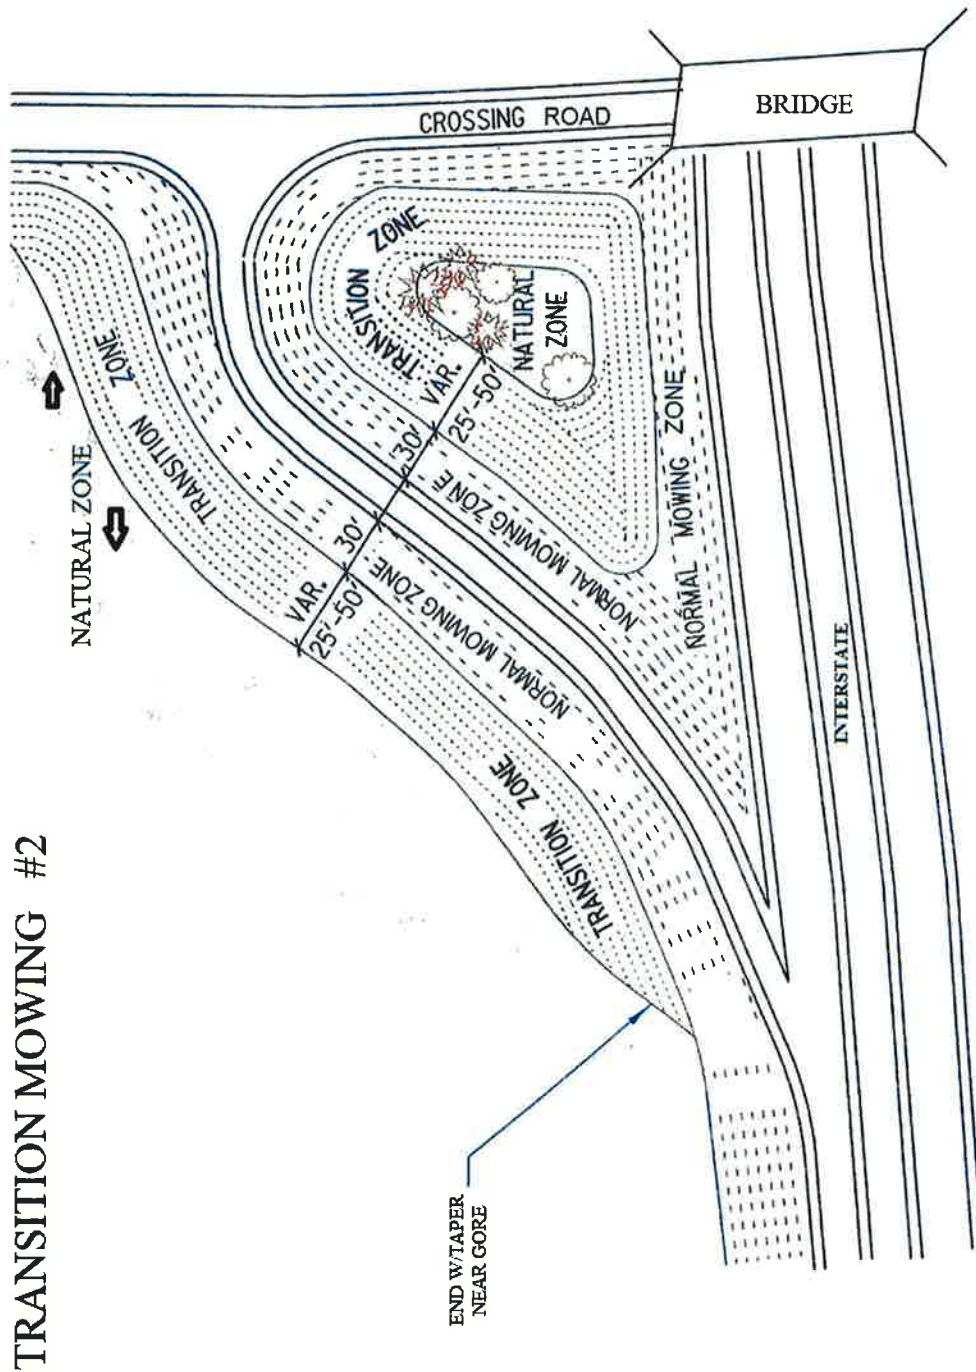 TRANSITION MOWING #2
NATURAL ZONE
TRANSITION ZONE
CROSSING ROAD
BRIDGE
TRANSITION ZONE
NATURAL
ZONE
VAR.
25'-50'
30'
NORMAL MOWING ZONE
30'
VAR.
25'-50'
NORMAL MOWING ZONE
NORMAL MOWING ZONE
TRANSITION ZONE
INTERSTATE
END W/TAPER
NEAR GORE